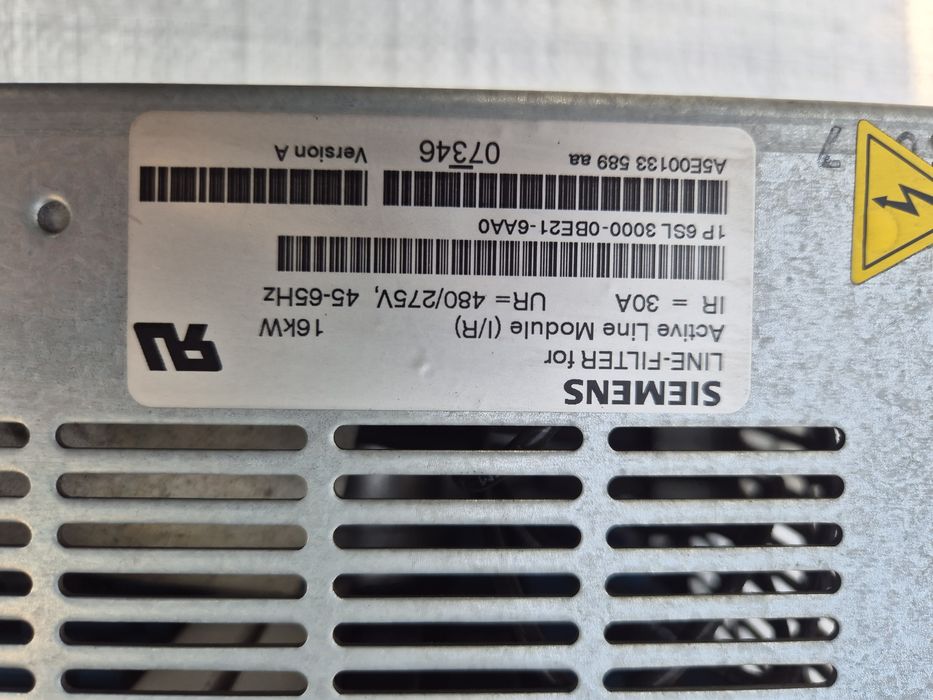 SIEMENS
LINE-FILTER for
Active Line Module (I/R) 16kW
IR = 30A UR= 480/275V, 45-65Hz
1P 6SL 3000-0BE21-6AA0
A5E00133 589 aa 07346 Version A